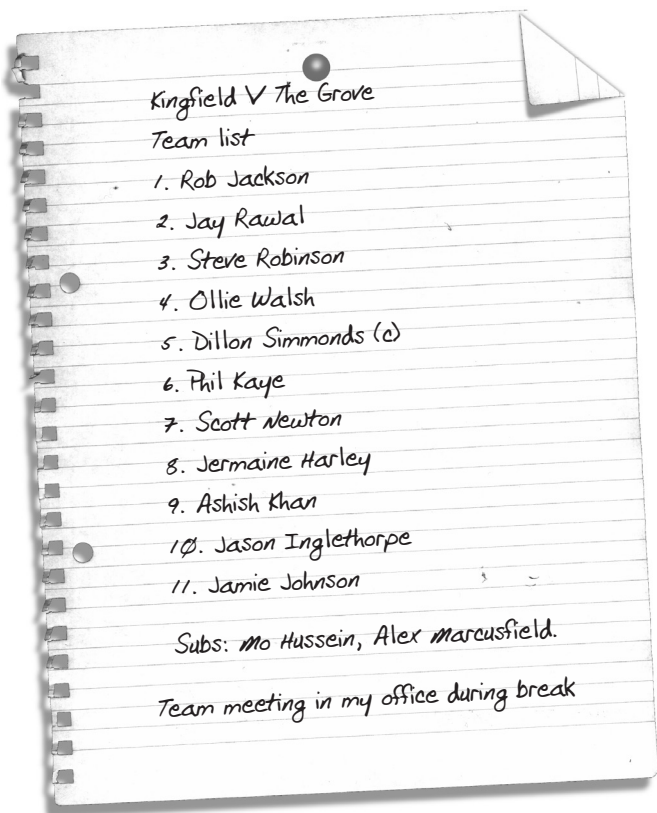 Kingfield V The Grove
Team list
1. Rob Jackson
2. Jay Rawal
3. Steve Robinson
4. Ollie Walsh
5. Dillon Simmonds (c)
6. Phil Kaye
7. Scott Newton
8. Jermaine Harley
9. Ashish Khan
10. Jason Inglethorpe
11. Jamie Johnson
Subs: Mo Hussein, Alex Marcusfield.
Team meeting in my office during break